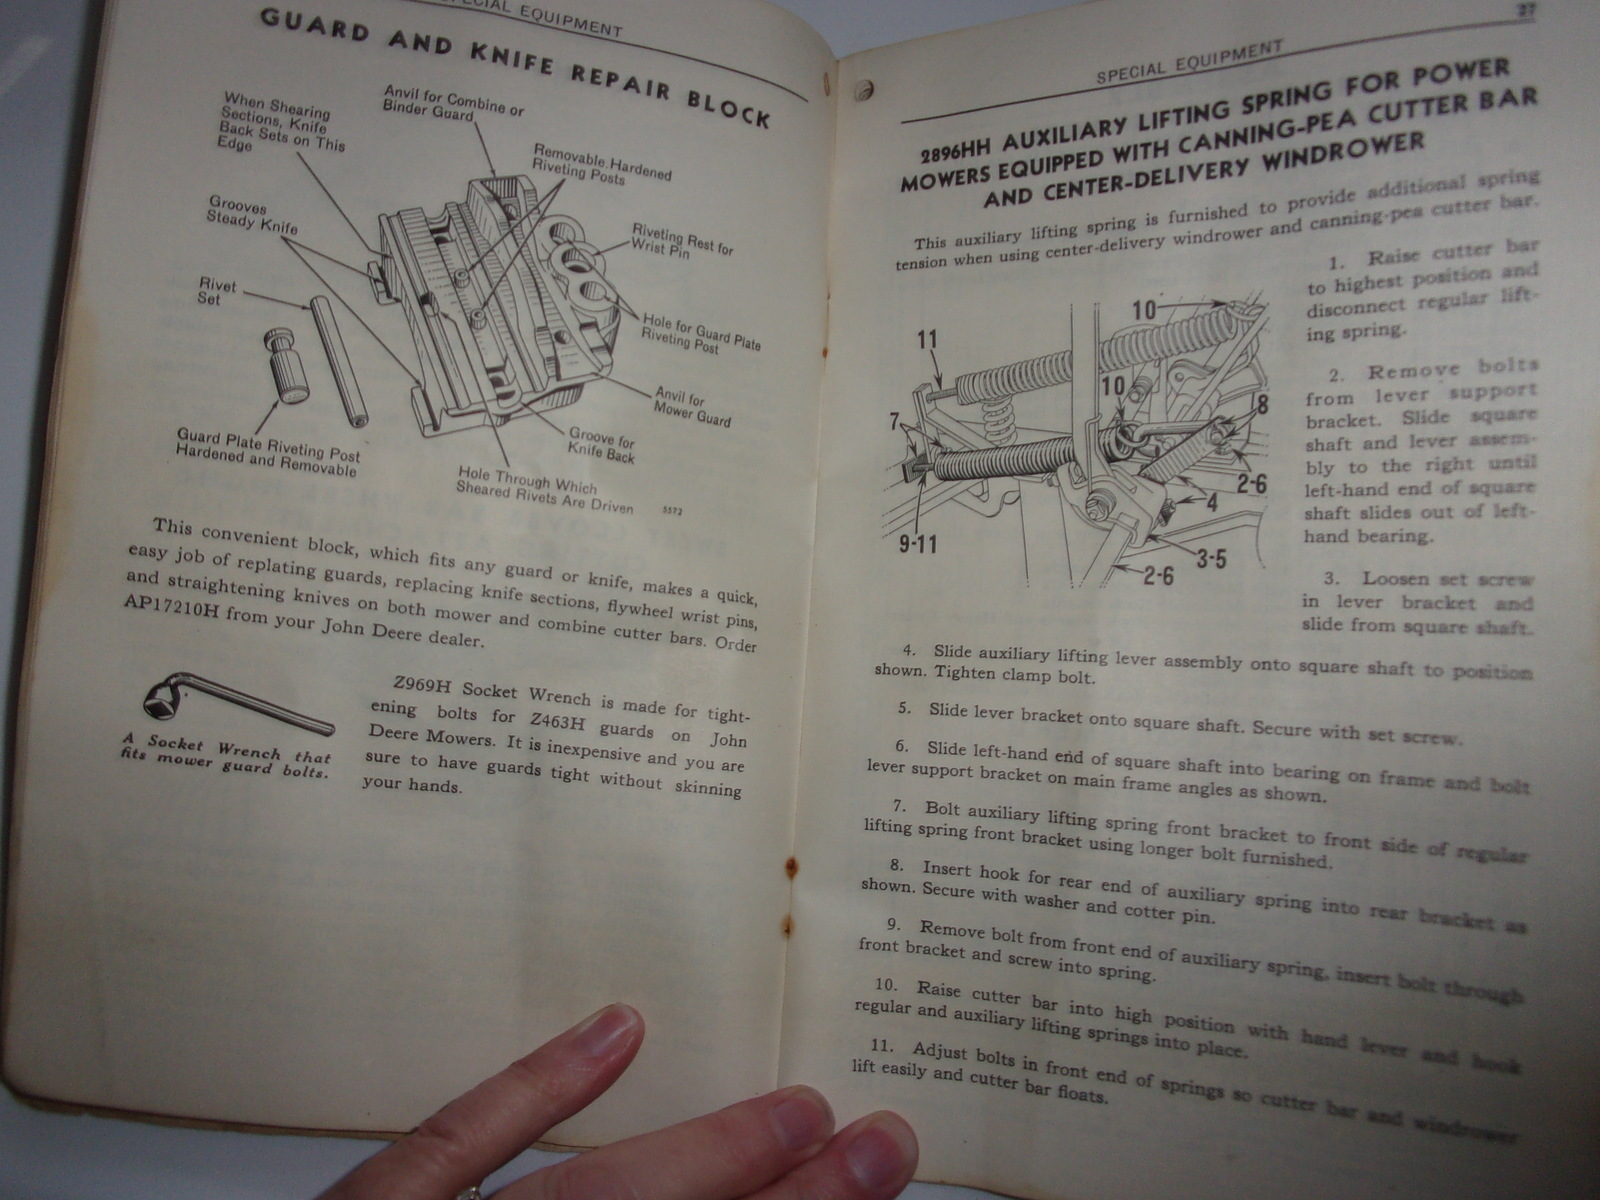 SPECIAL EQUIPMENT
GUARD AND KNIFE REPAIR BLOCK
When Shearing
Sections, Knife
Back Sets on This
Edge
Anvil for Combine or
Binder Guard
Removable Hardened
Riveting Posts
Grooves
Steady Knife
Riveting Rest for
Wrist Pin
Rivet
Set
Hole for Guard Plate
Riveting Post
Anvil for
Mower Guard
Groove for
Knife Back
Guard Plate Riveting Post
Hardened and Removable
Hole Through Which
Sheared Rivets Are Driven
5572
This convenient block, which fits any guard or knife, makes a quick,
easy job of replating guards, replacing knife sections, flywheel wrist pins,
and straightening knives on both mower and combine cutter bars. Order
AP17210H from your John Deere dealer.
A Socket Wrench that
fits mower guard bolts.
Z969H Socket Wrench is made for tight-
ening bolts for Z463H guards on John
Deere Mowers. It is inexpensive and you are
sure to have guards tight without skinning
your hands.
37
SPECIAL EQUIPMENT
2896HH AUXILIARY LIFTING SPRING FOR POWER
MOWERS EQUIPPED WITH CANNING-PEA CUTTER BAR
AND CENTER-DELIVERY WINDROWER
This auxiliary lifting spring is furnished to provide additional spring
tension when using center-delivery windrower and canning-pea cutter bar.
10
11
10
7
8
2-6
4
9-11
3-5
2-6
1. Raise cutter bar
to highest position and
disconnect regular lift-
ing spring.
2. Remove bolts
from lever support
bracket. Slide square
shaft and lever assem-
bly to the right until
left-hand end of square
shaft slides out of left-
hand bearing.
3. Loosen set screw
in lever bracket and
slide from square shaft.
4. Slide auxiliary lifting lever assembly onto square shaft to position
shown. Tighten clamp bolt.
5. Slide lever bracket onto square shaft. Secure with set screw.
6. Slide left-hand end of square shaft into bearing on frame and bolt
lever support bracket on main frame angles as shown.
7. Bolt auxiliary lifting spring front bracket to front side of regular
lifting spring front bracket using longer bolt furnished.
8. Insert hook for rear end of auxiliary spring into rear bracket as
shown. Secure with washer and cotter pin.
9. Remove bolt from front end of auxiliary spring, insert bolt through
front bracket and screw into spring.
10. Raise cutter bar into high position with hand lever and hook
regular and auxiliary lifting springs into place.
11. Adjust bolts in front end of springs so cutter bar and windrower
lift easily and cutter bar floats.